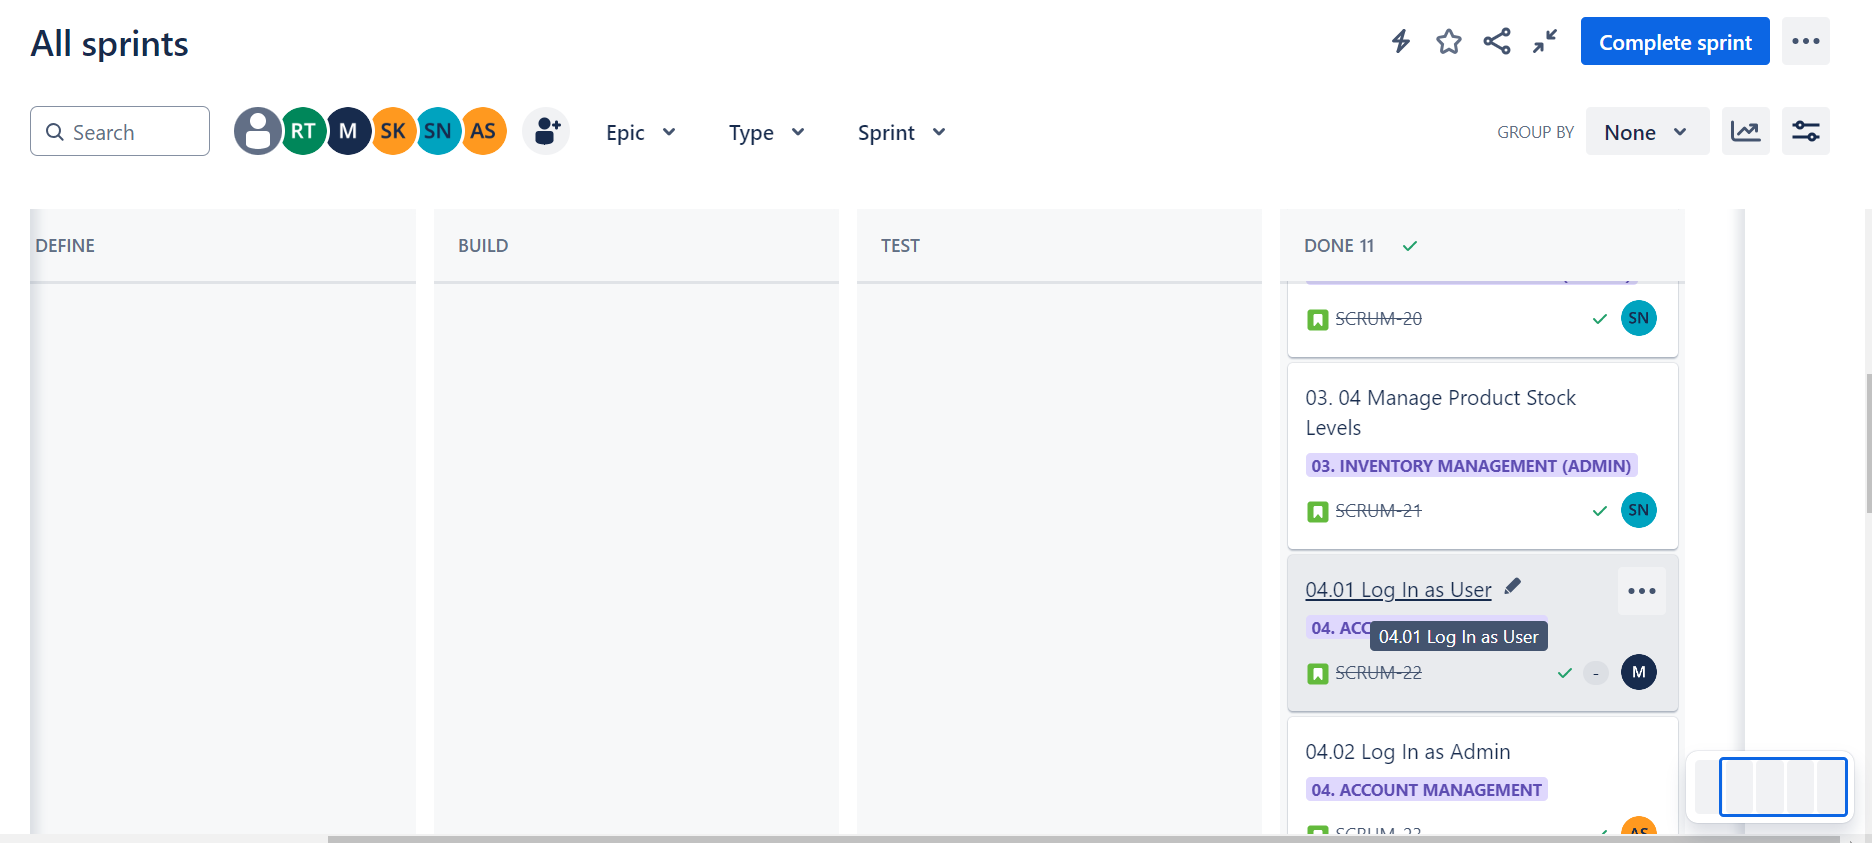 All sprints
Complete sprint
Search
RT M SK SN AS
Epic
Type
Sprint
GROUP BY
None
DEFINE
BUILD
TEST
DONE 11
SCRUM-20
SN
03. 04 Manage Product Stock
Levels
03. INVENTORY MANAGEMENT (ADMIN)
SCRUM-21
SN
04.01 Log In as User
04. ACC
04.01 Log In as User
SCRUM-22
-
M
04.02 Log In as Admin
04. ACCOUNT MANAGEMENT
SCRUM-23
AS